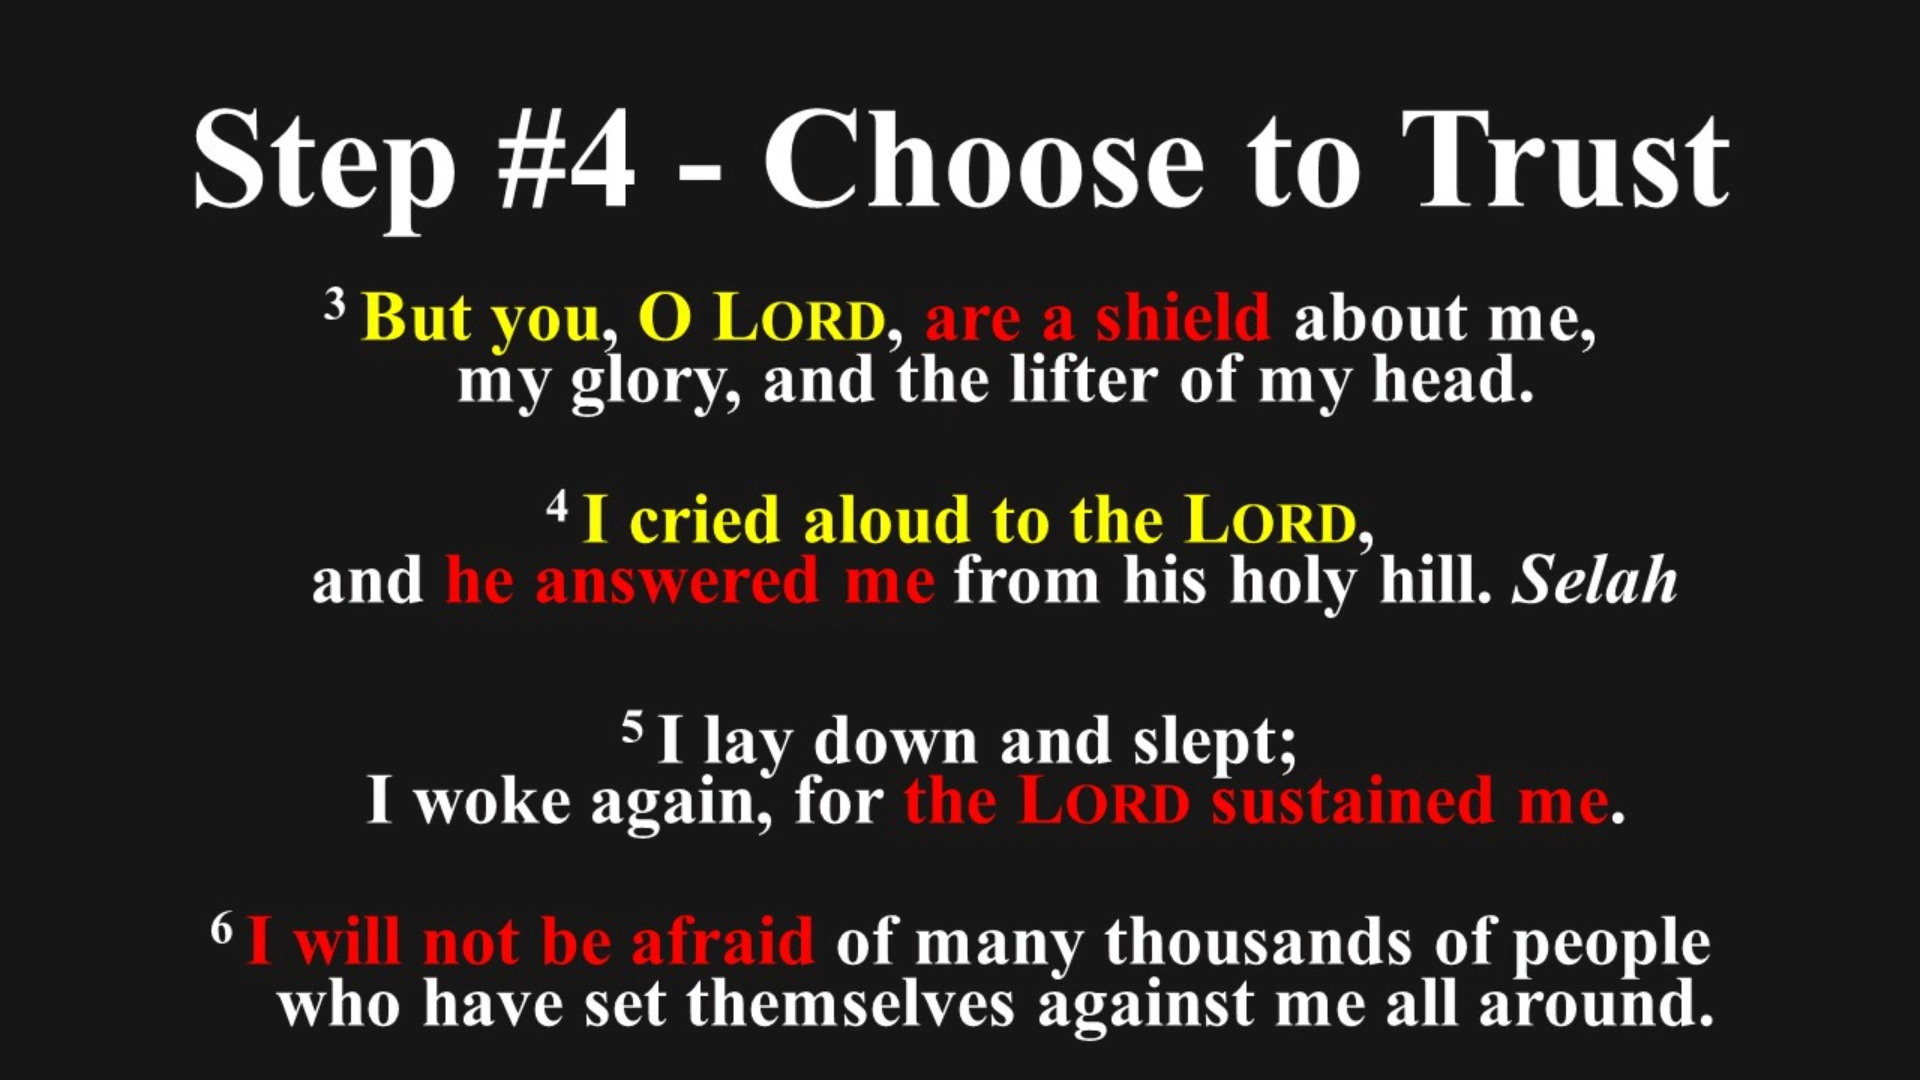 Step #4 - Choose to Trust
3 But you, O LORD, are a shield about me,
my glory, and the lifter of my head.
4 I cried aloud to the LORD,
and he answered me from his holy hill. Selah
5 I lay down and slept;
I woke again, for the LORD sustained me.
6 I will not be afraid of many thousands of people
who have set themselves against me all around.